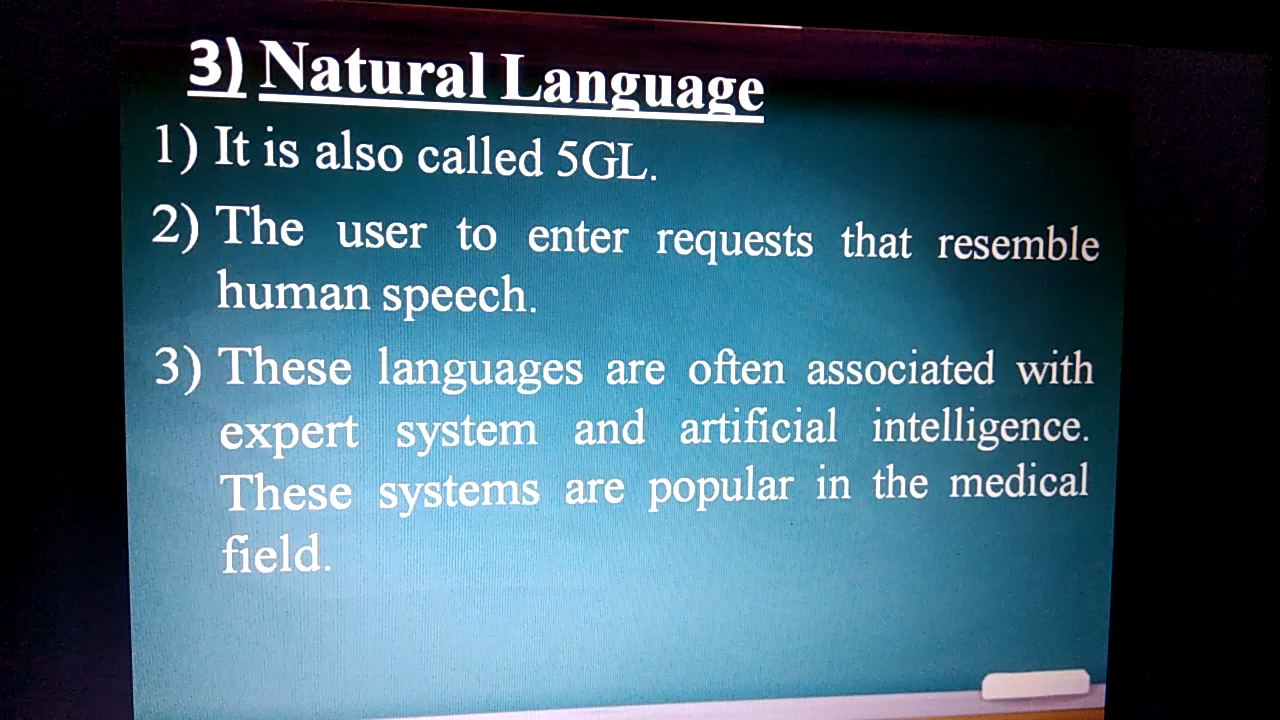 3) Natural Language
1) It is also called 5GL.
2) The user to enter requests that resemble
human speech.
3) These languages are often associated with
expert system and artificial intelligence.
These systems are popular in the medical
field.